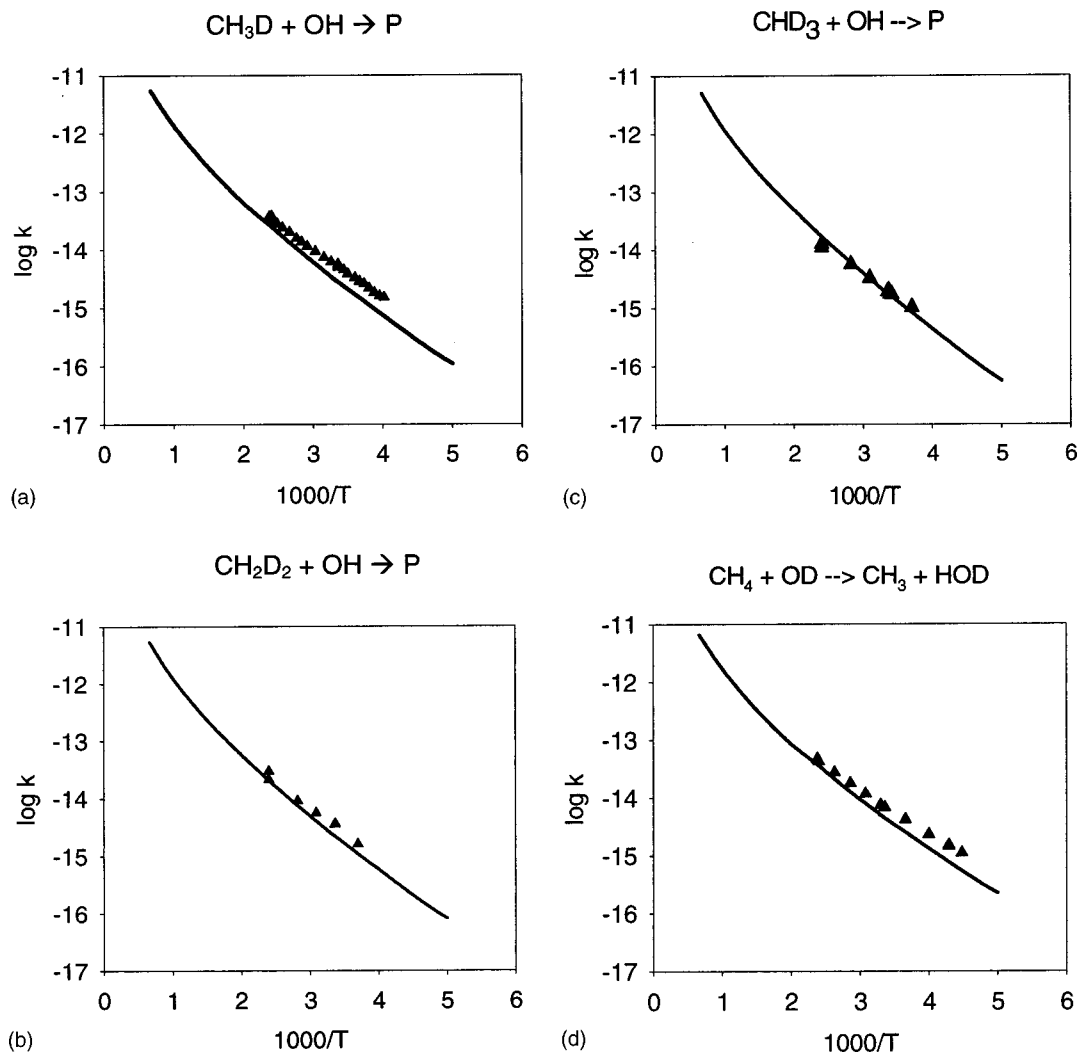 CH₃D + OH → P
-11
-12
-13
-14
-15
-16
-17
log k
0 1 2 3 4 5 6
1000/T
(a)
CHD₃ + OH --> P
-11
-12
-13
-14
-15
-16
-17
log k
0 1 2 3 4 5 6
1000/T
(c)
CH₂D₂ + OH → P
-11
-12
-13
-14
-15
-16
-17
log k
0 1 2 3 4 5 6
1000/T
(b)
CH₄ + OD --> CH₃ + HOD
-11
-12
-13
-14
-15
-16
-17
log k
0 1 2 3 4 5 6
1000/T
(d)